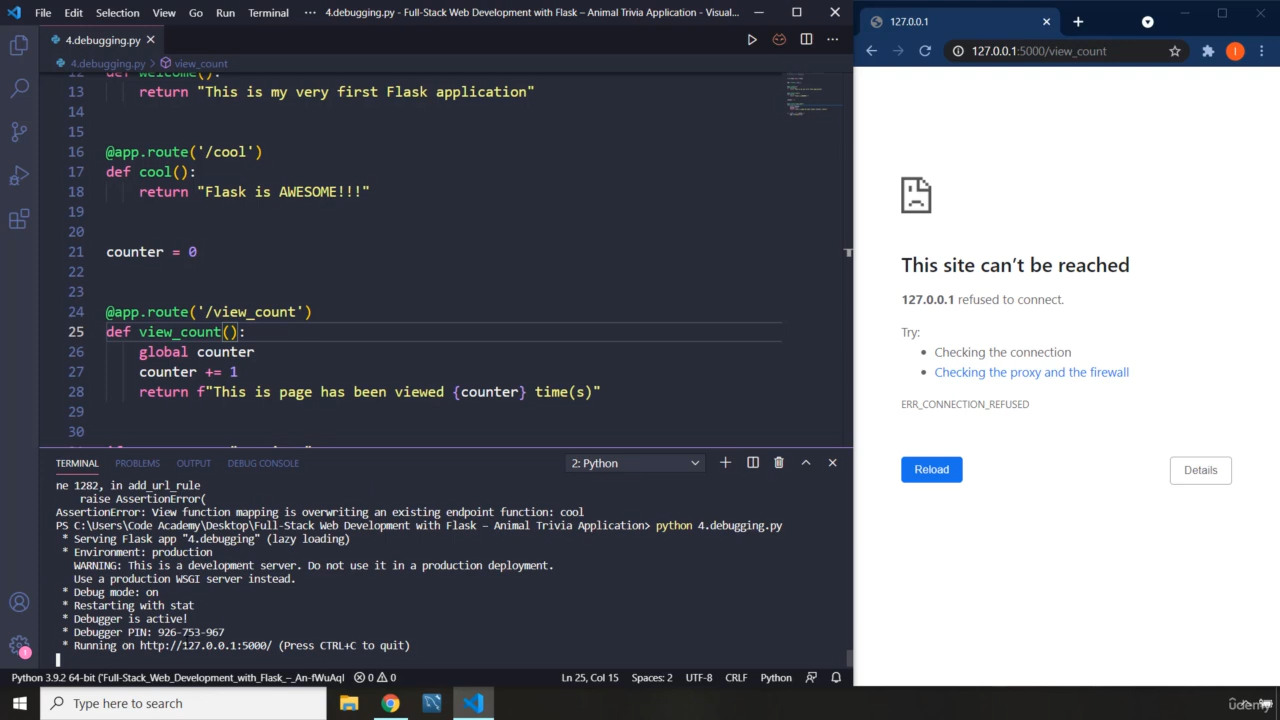 File Edit Selection View Go Run Terminal ··· 4.debugging.py - Full-Stack Web Development with Flask – Animal Trivia Application - Visual...
4.debugging.py
4.debugging.py > view_count
12 def welcome():
13 return "This is my very first Flask application"
14
15
16 @app.route('/cool')
17 def cool():
18 return "Flask is AWESOME!!!"
19
20
21 counter = 0
22
23
24 @app.route('/view_count')
25 def view_count():
26 global counter
27 counter += 1
28 return f"This is page has been viewed {counter} time(s)"
29
30
TERMINAL PROBLEMS OUTPUT DEBUG CONSOLE 2: Python
ne 1282, in add_url_rule
raise AssertionError(
AssertionError: View function mapping is overwriting an existing endpoint function: cool
PS C:\Users\Code Academy\Desktop\Full-Stack Web Development with Flask – Animal Trivia Application> python 4.debugging.py
* Serving Flask app "4.debugging" (lazy loading)
* Environment: production
WARNING: This is a development server. Do not use it in a production deployment.
Use a production WSGI server instead.
* Debug mode: on
* Restarting with stat
* Debugger is active!
* Debugger PIN: 926-753-967
* Running on http://127.0.0.1:5000/ (Press CTRL+C to quit)
Python 3.9.2 64-bit ('Full-Stack_Web_Development_with_Flask_-_An-fWuAqI' 0 0 Ln 25, Col 15 Spaces: 2 UTF-8 CRLF Python
Type here to search
127.0.0.1
127.0.0.1:5000/view_count
I
This site can't be reached
127.0.0.1 refused to connect.
Try:
• Checking the connection
• Checking the proxy and the firewall
ERR_CONNECTION_REFUSED
Reload Details
udemy